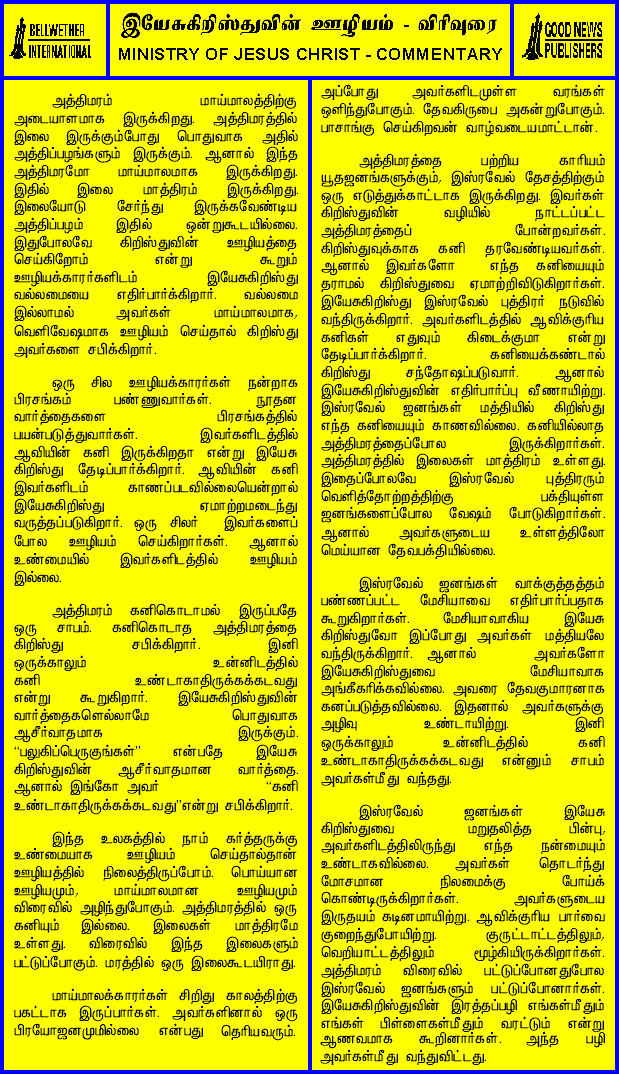 BELLWETHER
INTERNATIONAL
இயேசுகிறிஸ்துவின் ஊழியம் - விரிவுரை
MINISTRY OF JESUS CHRIST - COMMENTARY
GOOD NEWS
PUBLISHERS
அத்திமரம் மாய்மாலத்திற்கு
அடையாளமாக இருக்கிறது. அத்திமரத்தில்
இலை இருக்கும்போது பொதுவாக அதில்
அத்திப்பழங்களும் இருக்கும். ஆனால் இந்த
அத்திமரமோ மாய்மாலமாக இருக்கிறது.
இதில் இலை மாத்திரம் இருக்கிறது.
இலையோடு சேர்ந்து இருக்கவேண்டிய
அத்திப்பழம் இதில் ஒன்றுகூடயில்லை.
இதுபோலவே கிறிஸ்துவின் ஊழியத்தை
செய்கிறோம் என்று கூறும்
ஊழியக்காரர்களிடம் இயேசுகிறிஸ்து
வல்லமையை எதிர்பார்க்கிறார். வல்லமை
இல்லாமல் அவர்கள் மாய்மாலமாக,
வெளிவேஷமாக ஊழியம் செய்தால் கிறிஸ்து
அவர்களை சபிக்கிறார்.
ஒரு சில ஊழியக்காரர்கள் நன்றாக
பிரசங்கம் பண்ணுவார்கள். நூதன
வார்த்தைகளை பிரசங்கத்தில்
பயன்படுத்துவார்கள். இவர்களிடத்தில்
ஆவியின் கனி இருக்கிறதா என்று இயேசு
கிறிஸ்து தேடிப்பார்க்கிறார். ஆவியின் கனி
இவர்களிடம் காணப்படவில்லையென்றால்
இயேசுகிறிஸ்து ஏமாற்றமடைந்து
வருத்தப்படுகிறார். ஒரு சிலர் இவர்களைப்
போல ஊழியம் செய்கிறார்கள். ஆனால்
உண்மையில் இவர்களிடத்தில் ஊழியம்
இல்லை.
அத்திமரம் கனிகொடாமல் இருப்பதே
ஒரு சாபம். கனிகொடாத அத்திமரத்தை
கிறிஸ்து சபிக்கிறார். இனி
ஒருக்காலும் உன்னிடத்தில்
கனி உண்டாகாதிருக்கக்கடவது
என்று கூறுகிறார். இயேசுகிறிஸ்துவின்
வார்த்தைகளெல்லாமே பொதுவாக
ஆசீர்வாதமாக இருக்கும்.
“பலுகிப்பெருகுங்கள்” என்பதே இயேசு
கிறிஸ்துவின் ஆசீர்வாதமான வார்த்தை.
ஆனால் இங்கோ அவர் “கனி
உண்டாகாதிருக்கக்கடவது”என்று சபிக்கிறார்.
இந்த உலகத்தில் நாம் கர்த்தருக்கு
உண்மையாக ஊழியம் செய்தால்தான்
ஊழியத்தில் நிலைத்திருப்போம். பொய்யான
ஊழியமும், மாய்மாலமான ஊழியமும்
விரைவில் அழிந்துபோகும். அத்திமரத்தில் ஒரு
கனியும் இல்லை. இலைகள் மாத்திரமே
உள்ளது. விரைவில் இந்த இலைகளும்
பட்டுப்போகும். மரத்தில் ஒரு இலைகூடயிராது.
மாய்மாலக்காரர்கள் சிறிது காலத்திற்கு
பகட்டாக இருப்பார்கள். அவர்களினால் ஒரு
பிரயோஜனமுமில்லை என்பது தெரியவரும்.
அப்போது அவர்களிடமுள்ள வரங்கள்
ஒளிந்துபோகும். தேவகிருபை அகன்றுபோகும்.
பாசாங்கு செய்கிறவன் வாழ்வடையமாட்டான்.
அத்திமரத்தை பற்றிய காரியம்
யூதஜனங்களுக்கும், இஸ்ரவேல் தேசத்திற்கும்
ஒரு எடுத்துக்காட்டாக இருக்கிறது. இவர்கள்
கிறிஸ்துவின் வழியில் நாட்டப்பட்ட
அத்திமரத்தைப் போன்றவர்கள்.
கிறிஸ்துவுக்காக கனி தரவேண்டியவர்கள்.
ஆனால் இவர்களோ எந்த கனியையும்
தராமல் கிறிஸ்துவை ஏமாற்றிவிடுகிறார்கள்.
இயேசுகிறிஸ்து இஸ்ரவேல் புத்திரர் நடுவில்
வந்திருக்கிறார். அவர்களிடத்தில் ஆவிக்குரிய
கனிகள் எதுவும் கிடைக்குமா என்று
தேடிப்பார்க்கிறார். கனியைக்கண்டால்
கிறிஸ்து சந்தோஷப்படுவார். ஆனால்
இயேசுகிறிஸ்துவின் எதிர்பார்ப்பு வீணாயிற்று.
இஸ்ரவேல் ஜனங்கள் மத்தியில் கிறிஸ்து
எந்த கனியையும் காணவில்லை. கனியில்லாத
அத்திமரத்தைப்போல இருக்கிறார்கள்.
அத்திமரத்தில் இலைகள் மாத்திரம் உள்ளது.
இதைப்போலவே இஸ்ரவேல் புத்திரரும்
வெளித்தோற்றத்திற்கு பக்தியுள்ள
ஜனங்களைப்போல வேஷம் போடுகிறார்கள்.
ஆனால் அவர்களுடைய உள்ளத்திலோ
மெய்யான தேவபக்தியில்லை.
இஸ்ரவேல் ஜனங்கள் வாக்குத்தத்தம்
பண்ணப்பட்ட மேசியாவை எதிர்பார்ப்பதாக
கூறுகிறார்கள். மேசியாவாகிய இயேசு
கிறிஸ்துவோ இப்போது அவர்கள் மத்தியலே
வந்திருக்கிறார். ஆனால் அவர்களோ
இயேசுகிறிஸ்துவை மேசியாவாக
அங்கீகரிக்கவில்லை. அவரை தேவகுமாரனாக
கனப்படுத்தவில்லை. இதனால் அவர்களுக்கு
அழிவு உண்டாயிற்று. இனி
ஒருக்காலும் உன்னிடத்தில் கனி
உண்டாகாதிருக்கக்கடவது என்னும் சாபம்
அவர்கள்மீது வந்தது.
இஸ்ரவேல் ஜனங்கள் இயேசு
கிறிஸ்துவை மறுதலித்த பின்பு,
அவர்களிடத்திலிருந்து எந்த நன்மையும்
உண்டாகவில்லை. அவர்கள் தொடர்ந்து
மோசமான நிலமைக்கு போய்க்
கொண்டிருக்கிறார்கள். அவர்களுடைய
இருதயம் கடினமாயிற்று. ஆவிக்குரிய பார்வை
குறைந்துபோயிற்று. குருட்டாட்டத்திலும்,
வெறியாட்டத்திலும் மூழ்கியிருக்கிறார்கள்.
அத்திமரம் விரைவில் பட்டுப்போனதுபோல
இஸ்ரவேல் ஜனங்களும் பட்டுப்போனார்கள்.
இயேசுகிறிஸ்துவின் இரத்தப்பழி எங்கள்மீதும்
எங்கள் பிள்ளைகள்மீதும் வரட்டும் என்று
ஆணவமாக கூறினார்கள். அந்த பழி
அவர்கள்மீது வந்துவிட்டது.